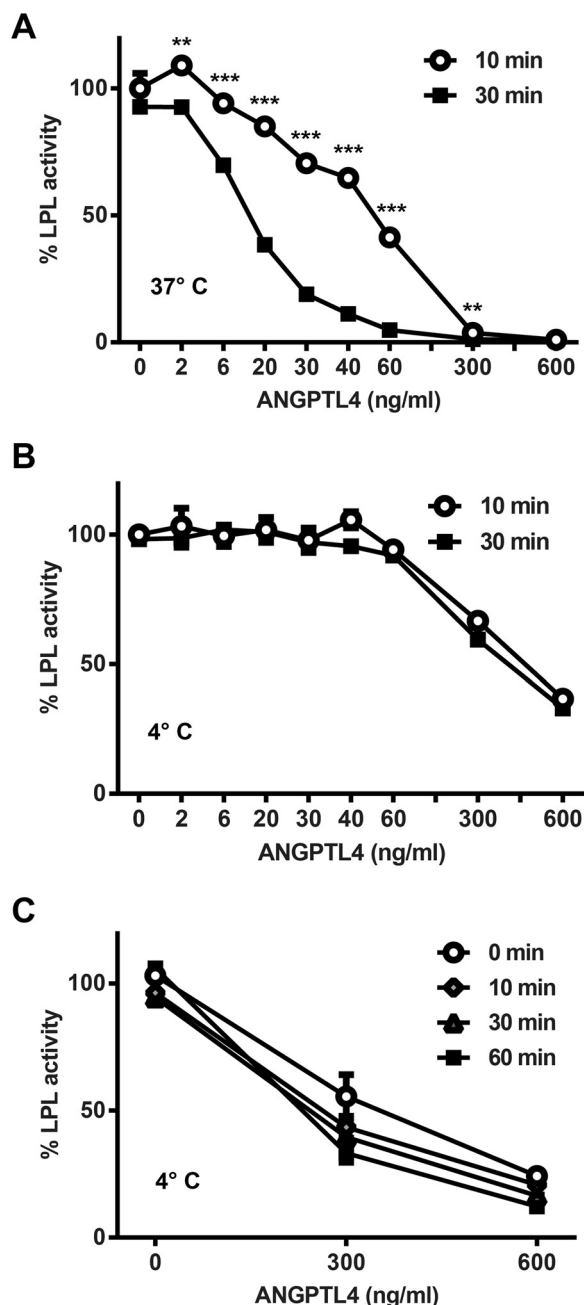 A
**
***
***
***
***
***
**
10 min
30 min
% LPL activity
100
50
0
37° C
0 2 6 20 30 40 60 300 600
ANGPTL4 (ng/ml)
B
10 min
30 min
% LPL activity
100
50
0
4° C
0 2 6 20 30 40 60 300 600
ANGPTL4 (ng/ml)
C
0 min
10 min
30 min
60 min
% LPL activity
100
50
0
4° C
0 300 600
ANGPTL4 (ng/ml)